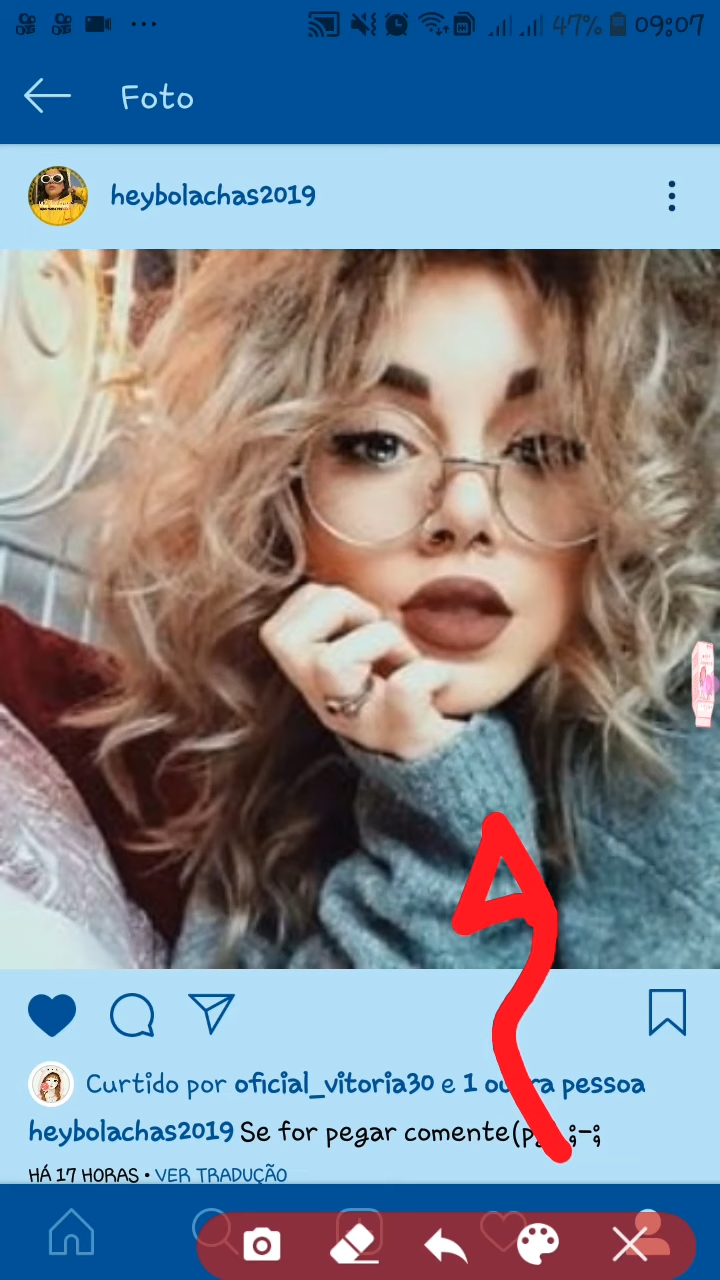 47% 09:07
Foto
heybolachas2019
Curtido por oficial_vitoria30 e 1 pessoa
heybolachas2019 Se for pegar comente(p
HÁ 17 HORAS • VER TRADUÇÃO